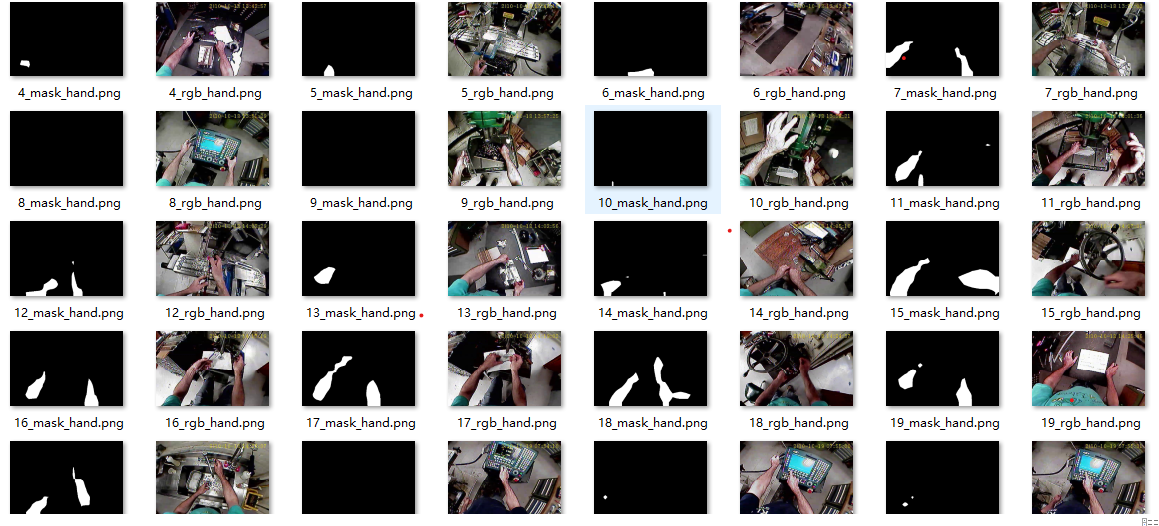 4_mask_hand.png 4_rgb_hand.png 5_mask_hand.png 5_rgb_hand.png 6_mask_hand.png 6_rgb_hand.png 7_mask_hand.png 7_rgb_hand.png
8_mask_hand.png 8_rgb_hand.png 9_mask_hand.png 9_rgb_hand.png 10_mask_hand.png 10_rgb_hand.png 11_mask_hand.png 11_rgb_hand.png
12_mask_hand.png 12_rgb_hand.png 13_mask_hand.png 13_rgb_hand.png 14_mask_hand.png 14_rgb_hand.png 15_mask_hand.png 15_rgb_hand.png
16_mask_hand.png 16_rgb_hand.png 17_mask_hand.png 17_rgb_hand.png 18_mask_hand.png 18_rgb_hand.png 19_mask_hand.png 19_rgb_hand.png